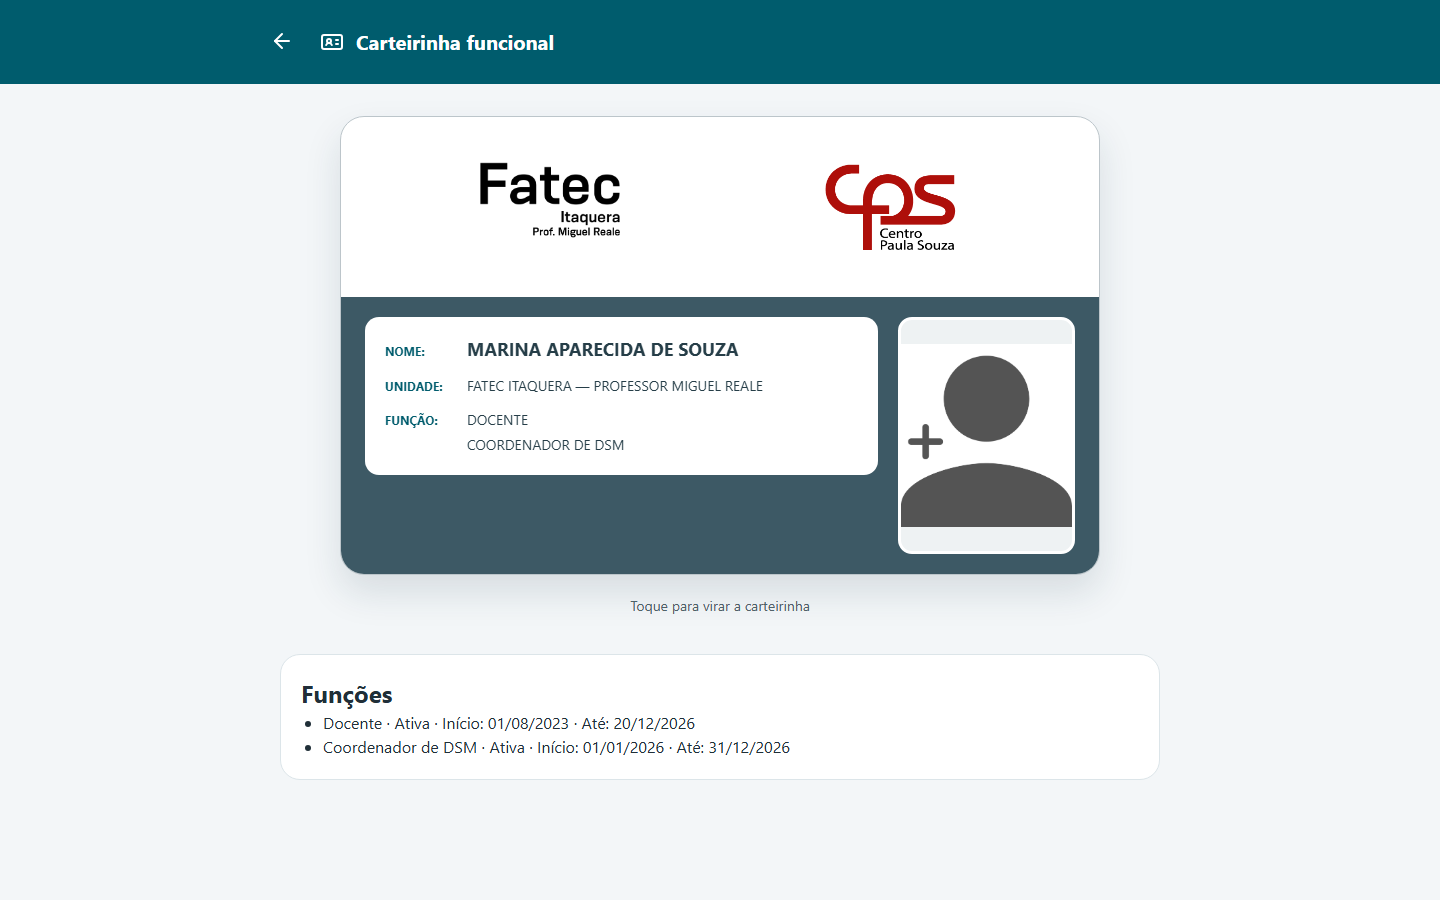 Carteirinha funcional
Fatec
Itaquera
Prof. Miguel Reale
cps
Centro
Paula Souza
NOME: MARINA APARECIDA DE SOUZA
UNIDADE: FATEC ITAQUERA — PROFESSOR MIGUEL REALE
FUNÇÃO: DOCENTE
COORDENADOR DE DSM
Toque para virar a carteirinha
Funções
• Docente · Ativa · Início: 01/08/2023 · Até: 20/12/2026
• Coordenador de DSM · Ativa · Início: 01/01/2026 · Até: 31/12/2026